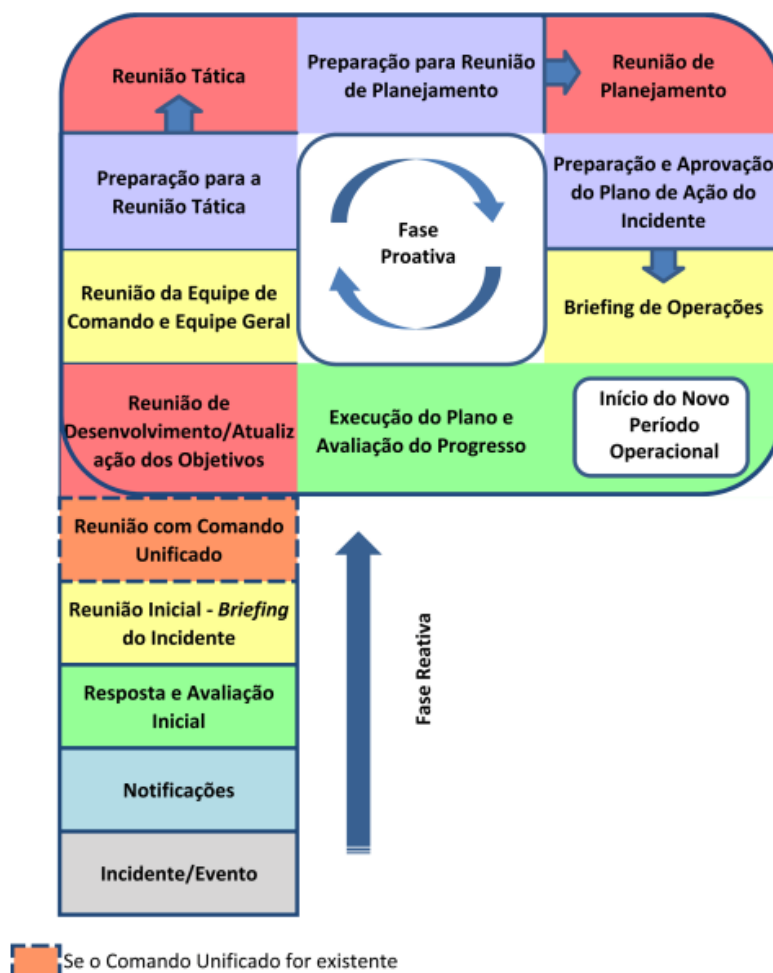 Reunião Tática
Preparação para Reunião
de Planejamento
Reunião de
Planejamento
Preparação para a
Reunião Tática
Fase
Proativa
Preparação e Aprovação
do Plano de Ação do
Incidente
Reunião da Equipe de
Comando e Equipe Geral
Briefing de Operações
Reunião de
Desenvolvimento/Atualiz
ação dos Objetivos
Execução do Plano e
Avaliação do Progresso
Início do Novo
Período
Operacional
Reunião com Comando
Unificado
Reunião Inicial - Briefing
do Incidente
Resposta e Avaliação
Inicial
Notificações
Incidente/Evento
Fase Reativa
Se o Comando Unificado for existente